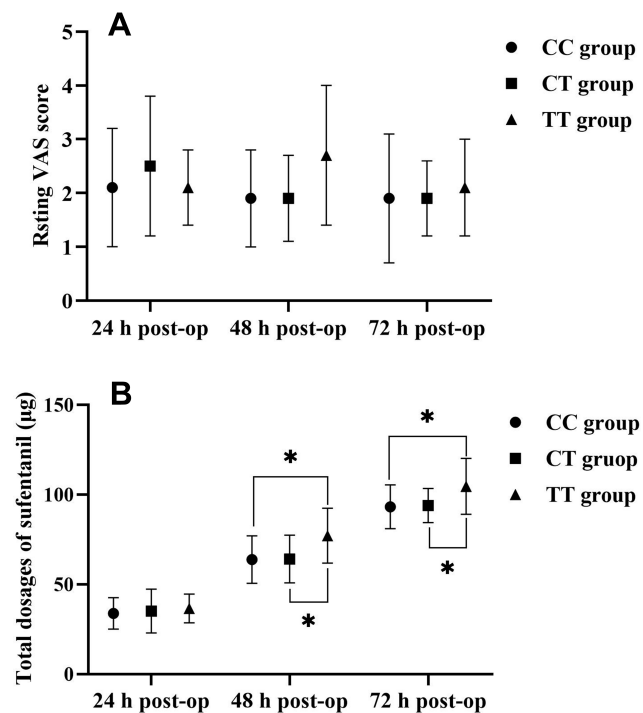 A
Rsting VAS score
5
4
3
2
1
0
24 h post-op 48 h post-op 72 h post-op
CC group
CT group
TT group
B
Total dosages of sufentanil (μg)
150
100
50
0
* * * *
24 h post-op 48 h post-op 72 h post-op
CC group
CT gruop
TT group